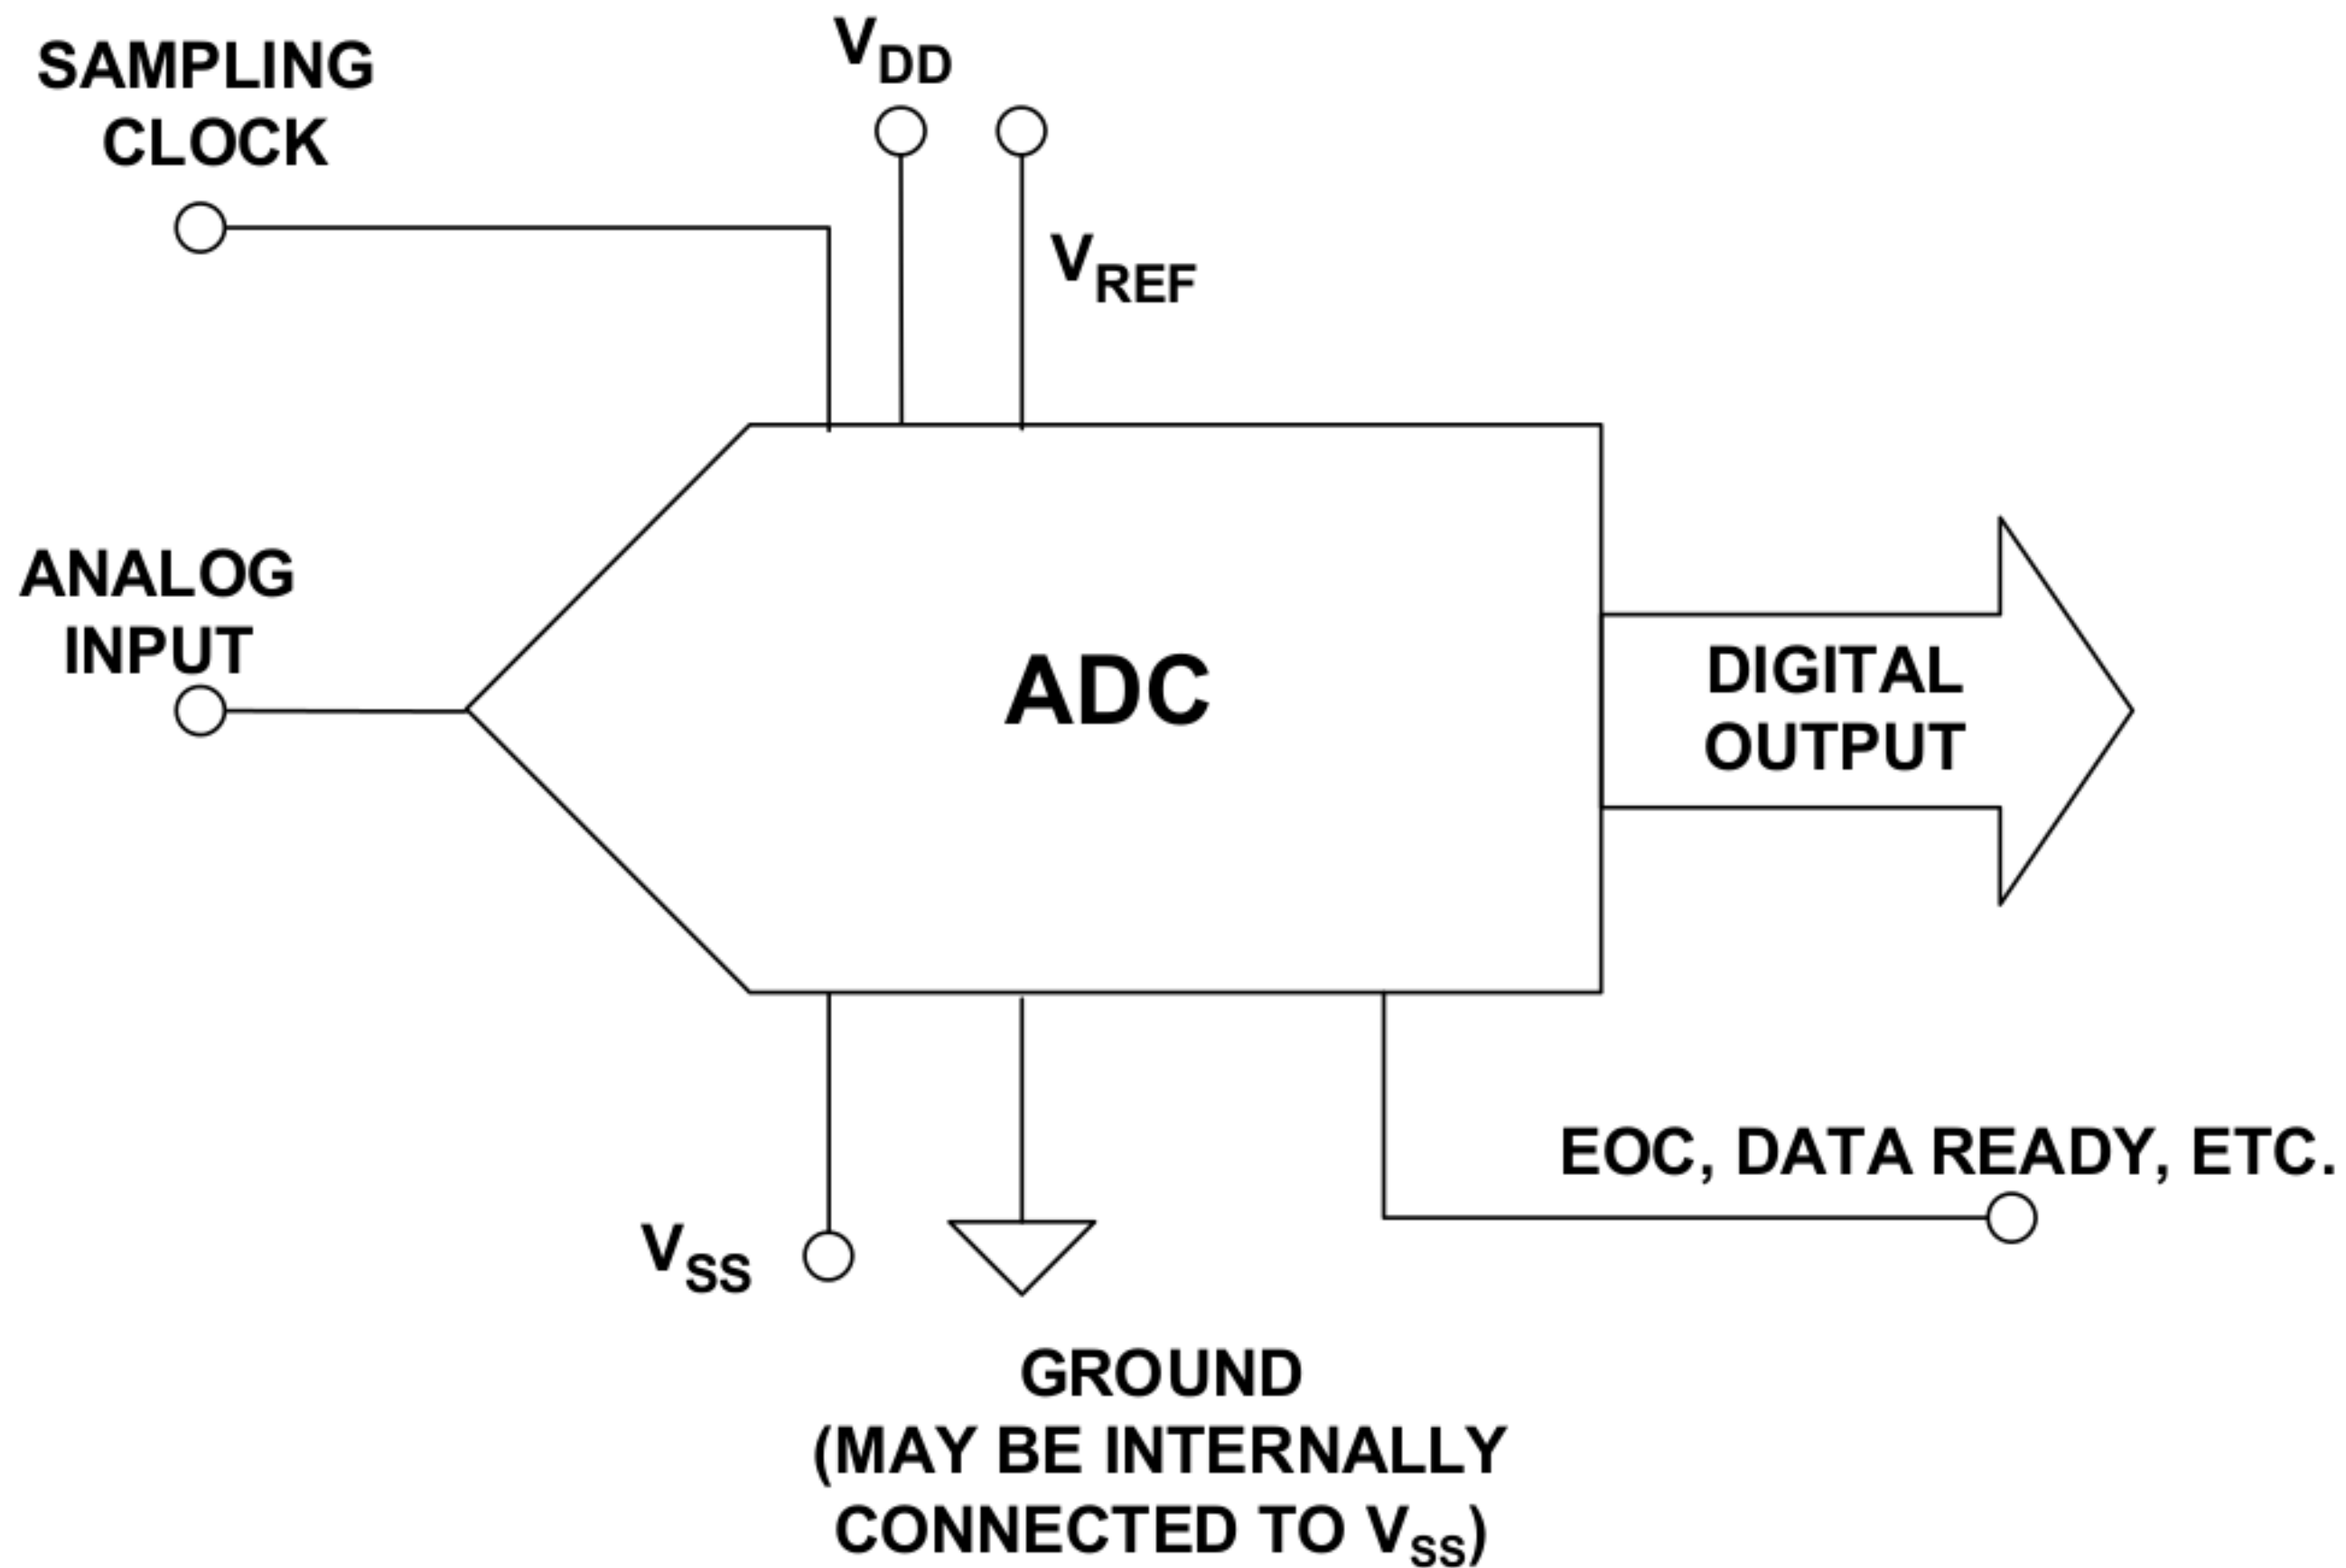 SAMPLING
CLOCK
VDD
VREF
ANALOG
INPUT
ADC
DIGITAL
OUTPUT
EOC, DATA READY, ETC.
VSS
GROUND
(MAY BE INTERNALLY
CONNECTED TO VSS)